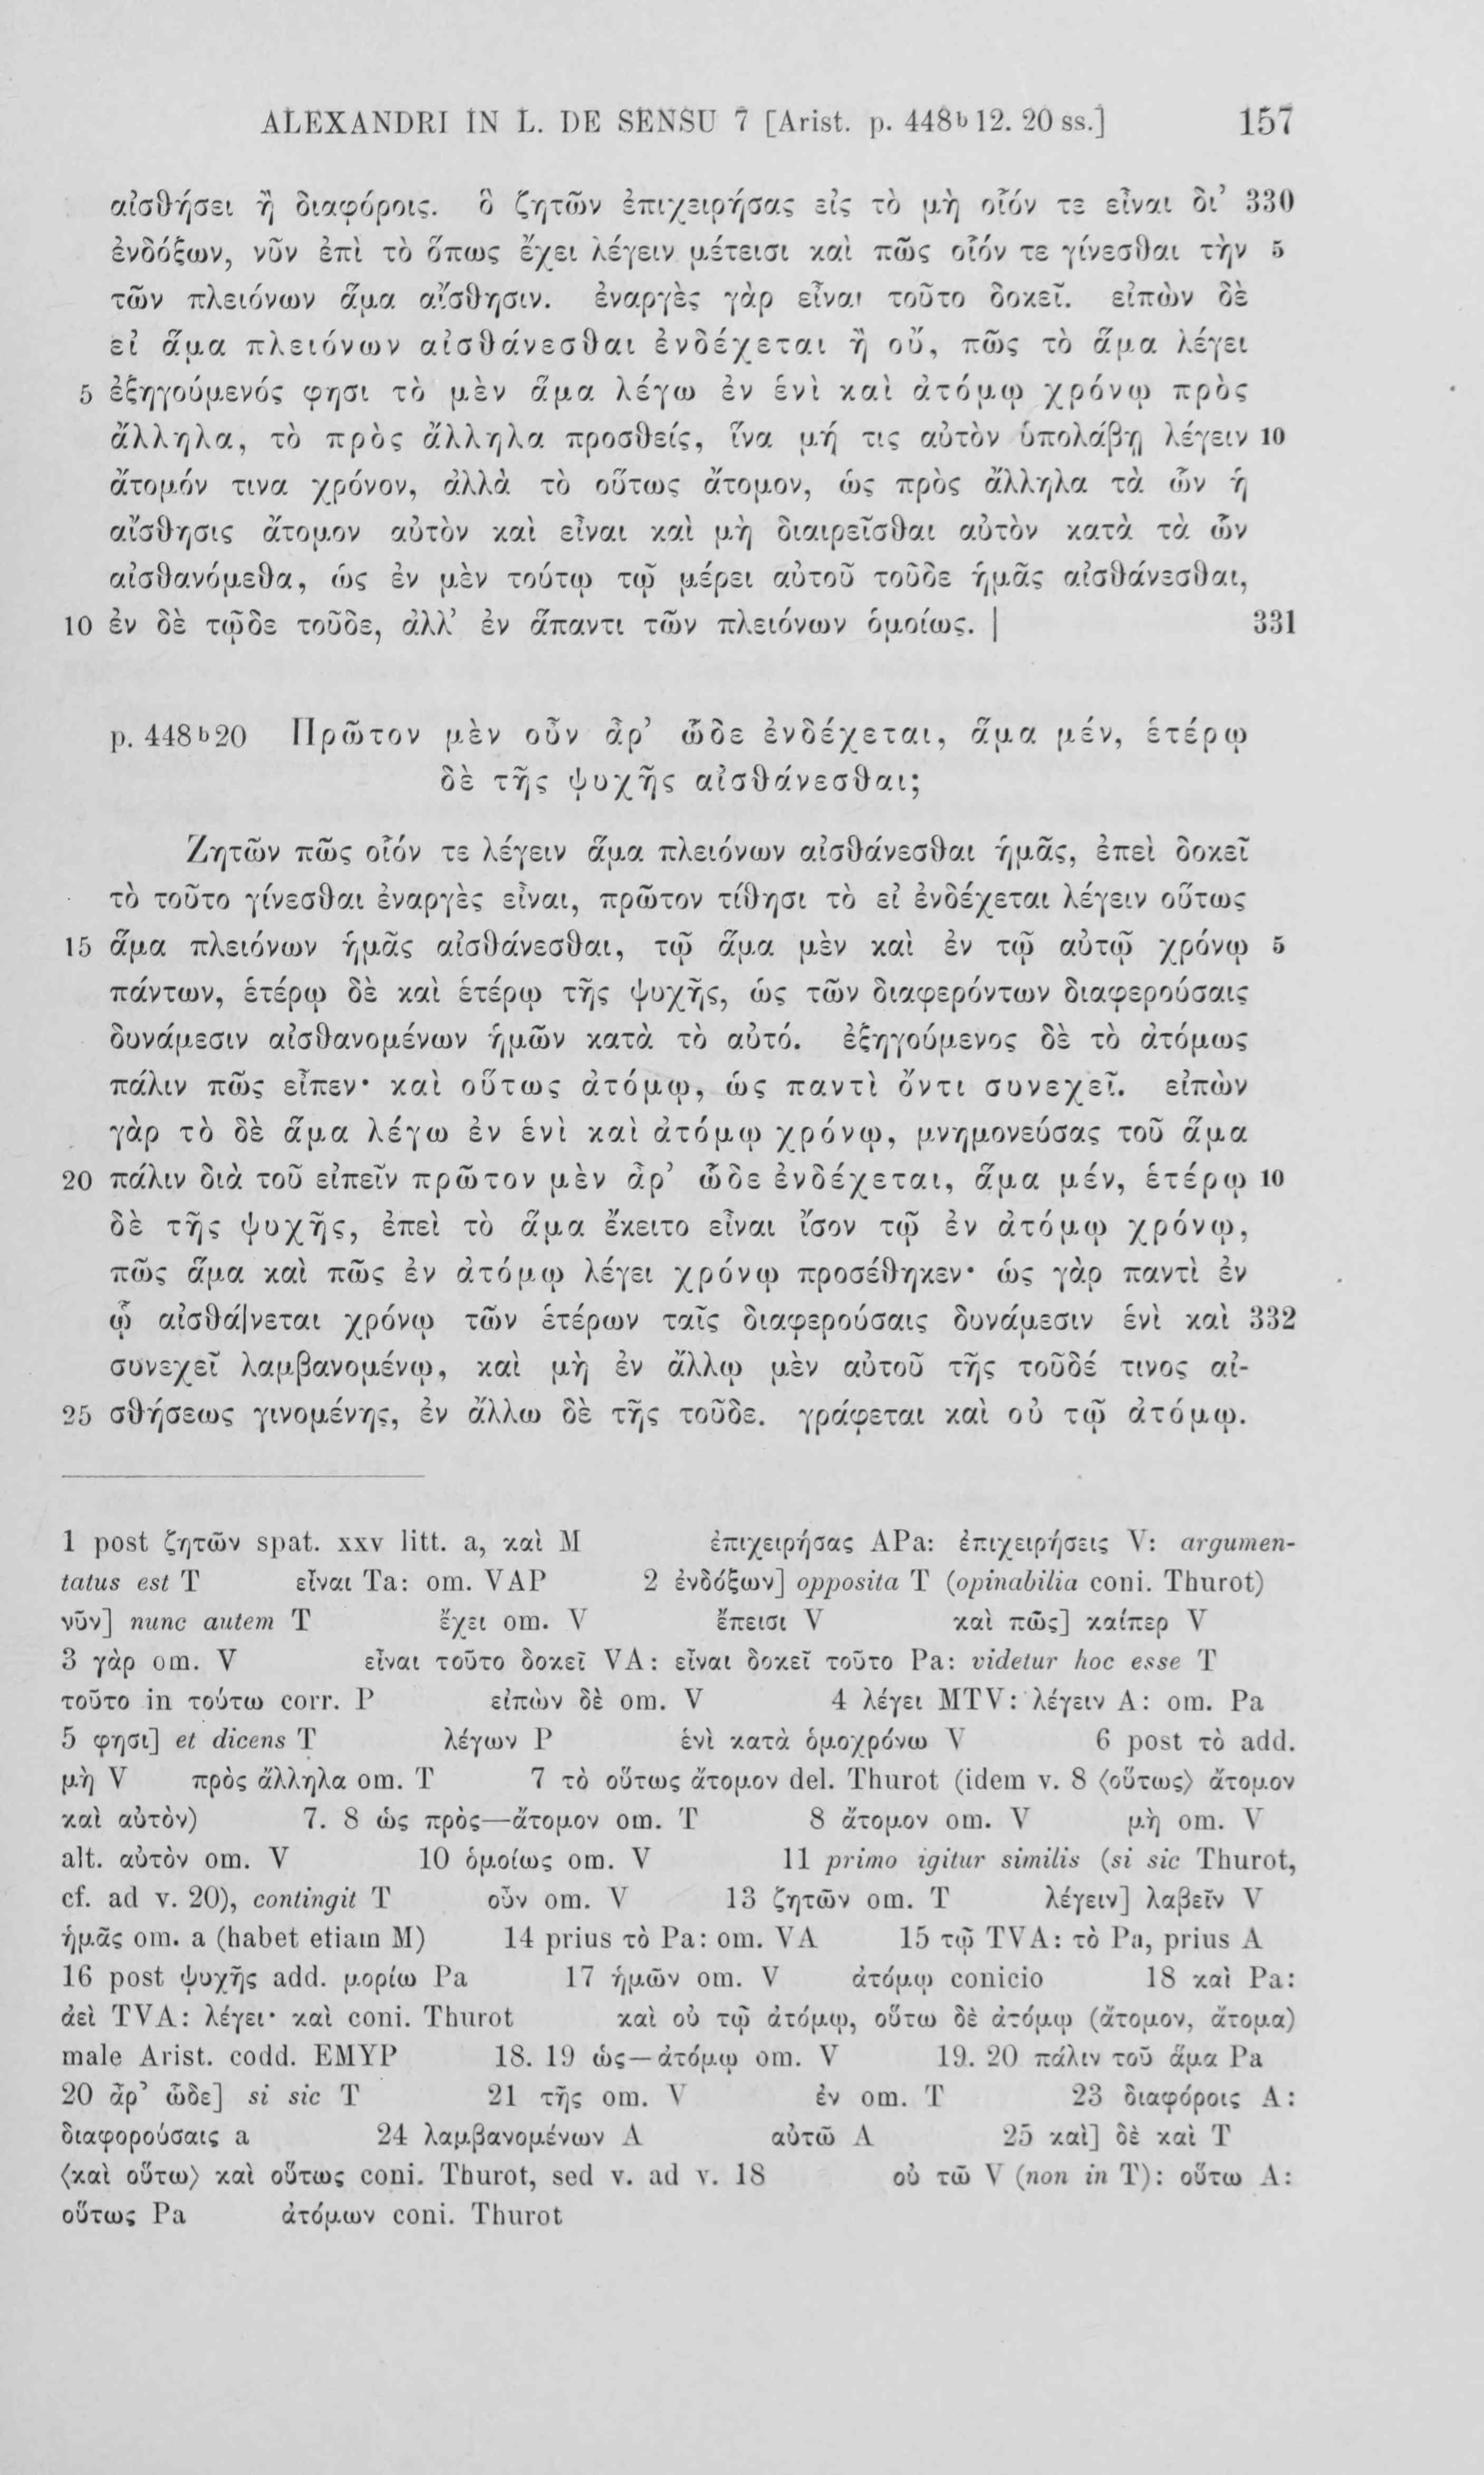 ALEXANDRI IN L. DE SENSU 7 [Arist. p. 448ᵇ12. 20 ss.] 157
αἰσθήσει ἢ διαφόροις. ὃ ζητῶν ἐπιχειρήσας εἰς τὸ μὴ οἷόν τε εἶναι δι’ 330
ἐνδόξων, νῦν ἐπὶ τὸ ὅπως ἔχει λέγειν μέτεισι καὶ πῶς οἷόν τε γίνεσθαι τὴν 5
τῶν πλειόνων ἅμα αἴσθησιν. ἐναργὲς γὰρ εἶναι τοῦτο δοκεῖ. εἰπὼν δὲ
εἰ ἅμα πλειόνων αἰσθάνεσθαι ἐνδέχεται ἢ οὔ, πῶς τὸ ἅμα λέγει
5 ἐξηγούμενός φησι τὸ μὲν ἅμα λέγω ἐν ἑνὶ καὶ ἀτόμῳ χρόνῳ πρὸς
ἄλληλα, τὸ πρὸς ἄλληλα προσθείς, ἵνα μή τις αὐτὸν ὑπολάβῃ λέγειν 10
ἄτομόν τινα χρόνον, ἀλλὰ τὸ οὕτως ἄτομον, ὡς πρὸς ἄλληλα τὰ ὧν ἡ
αἴσθησις ἄτομον αὐτὸν καὶ εἶναι καὶ μὴ διαιρεῖσθαι αὐτὸν κατὰ τὰ ὧν
αἰσθανόμεθα, ὡς ἐν μὲν τούτῳ τῷ μέρει αὐτοῦ τοῦδε ἡμᾶς αἰσθάνεσθαι,
10 ἐν δὲ τῷδε τοῦδε, ἀλλ’ ἐν ἅπαντι τῶν πλειόνων ὁμοίως. | 331
p. 448ᵇ20 Πρῶτον μὲν οὖν ἆρ’ ὧδε ἐνδέχεται, ἅμα μέν, ἑτέρῳ
δὲ τῆς ψυχῆς αἰσθάνεσθαι;
Ζητῶν πῶς οἷόν τε λέγειν ἅμα πλειόνων αἰσθάνεσθαι ἡμᾶς, ἐπεὶ δοκεῖ
τὸ τοῦτο γίνεσθαι ἐναργὲς εἶναι, πρῶτον τίθησι τὸ εἰ ἐνδέχεται λέγειν οὕτως
15 ἅμα πλειόνων ἡμᾶς αἰσθάνεσθαι, τῷ ἅμα μὲν καὶ ἐν τῷ αὐτῷ χρόνῳ 5
πάντων, ἑτέρῳ δὲ καὶ ἑτέρῳ τῆς ψυχῆς, ὡς τῶν διαφερόντων διαφερούσαις
δυνάμεσιν αἰσθανομένων ἡμῶν κατὰ τὸ αὐτό. ἐξηγούμενος δὲ τὸ ἀτόμως
πάλιν πῶς εἶπεν· καὶ οὕτως ἀτόμῳ, ὡς παντὶ ὄντι συνεχεῖ. εἰπὼν
γὰρ τὸ δὲ ἅμα λέγω ἐν ἑνὶ καὶ ἀτόμῳ χρόνῳ, μνημονεύσας τοῦ ἅμα
20 πάλιν διὰ τοῦ εἰπεῖν πρῶτον μὲν ἆρ’ ὧδε ἐνδέχεται, ἅμα μέν, ἑτέρῳ 10
δὲ τῆς ψυχῆς, ἐπεὶ τὸ ἅμα ἔκειτο εἶναι ἴσον τῷ ἐν ἀτόμῳ χρόνῳ,
πῶς ἅμα καὶ πῶς ἐν ἀτόμῳ λέγει χρόνῳ προσέθηκεν· ὡς γὰρ παντὶ ἐν
ᾧ αἰσθά|νεται χρόνῳ τῶν ἑτέρων ταῖς διαφερούσαις δυνάμεσιν ἑνὶ καὶ 332
συνεχεῖ λαμβανομένῳ, καὶ μὴ ἐν ἄλλῳ μὲν αὐτοῦ τῆς τοῦδέ τινος αἰ-
25 σθήσεως γινομένης, ἐν ἄλλω δὲ τῆς τοῦδε. γράφεται καὶ οὐ τῷ ἀτόμῳ.
1 post ζητῶν spat. xxv litt. a, καὶ M ἐπιχειρήσας APa: ἐπιχειρήσεις V: argumen-
tatus est T εἶναι Ta: om. VAP 2 ἐνδόξων] opposita T (opinabilia coni. Thurot)
νῦν] nunc autem T ἔχει om. V ἔπεισι V καὶ πῶς] καίπερ V
3 γὰρ om. V εἶναι τοῦτο δοκεῖ VA: εἶναι δοκεῖ τοῦτο Pa: videtur hoc esse T
τοῦτο in τούτω corr. P εἰπὼν δὲ om. V 4 λέγει MTV: λέγειν A: om. Pa
5 φησι] et dicens T λέγων P ἑνὶ κατὰ ὁμοχρόνω V 6 post τὸ add.
μὴ V πρὸς ἄλληλα om. T 7 τὸ οὕτως ἄτομον del. Thurot (idem v. 8 ⟨οὕτως⟩ ἄτομον
καὶ αὐτὸν) 7. 8 ὡς πρὸς—ἄτομον om. T 8 ἄτομον om. V μὴ om. V
alt. αὐτὸν om. V 10 ὁμοίως om. V 11 primo igitur similis (si sic Thurot,
cf. ad v. 20), contingit T οὖν om. V 13 ζητῶν om. T λέγειν] λαβεῖν V
ἡμᾶς om. a (habet etiam M) 14 prius τὸ Pa: om. VA 15 τῷ TVA: τὸ Pa, prius A
16 post ψυχῆς add. μορίω Pa 17 ἡμῶν om. V ἀτόμῳ conicio 18 καὶ Pa:
ἀεὶ TVA: λέγει· καὶ coni. Thurot καὶ οὐ τῷ ἀτόμῳ, οὕτω δὲ ἀτόμῳ (ἄτομον, ἄτομα)
male Arist. codd. EMYP 18. 19 ὡς—ἀτόμῳ om. V 19. 20 πάλιν τοῦ ἅμα Pa
20 ἆρ’ ὧδε] si sic T 21 τῆς om. V ἐν om. T 23 διαφόροις A:
διαφορούσαις a 24 λαμβανομένων A αὐτῶ A 25 καὶ] δὲ καὶ T
⟨καὶ οὕτω⟩ καὶ οὕτως coni. Thurot, sed v. ad v. 18 οὐ τῶ V (non in T): οὕτω A:
οὕτως Pa ἀτόμων coni. Thurot